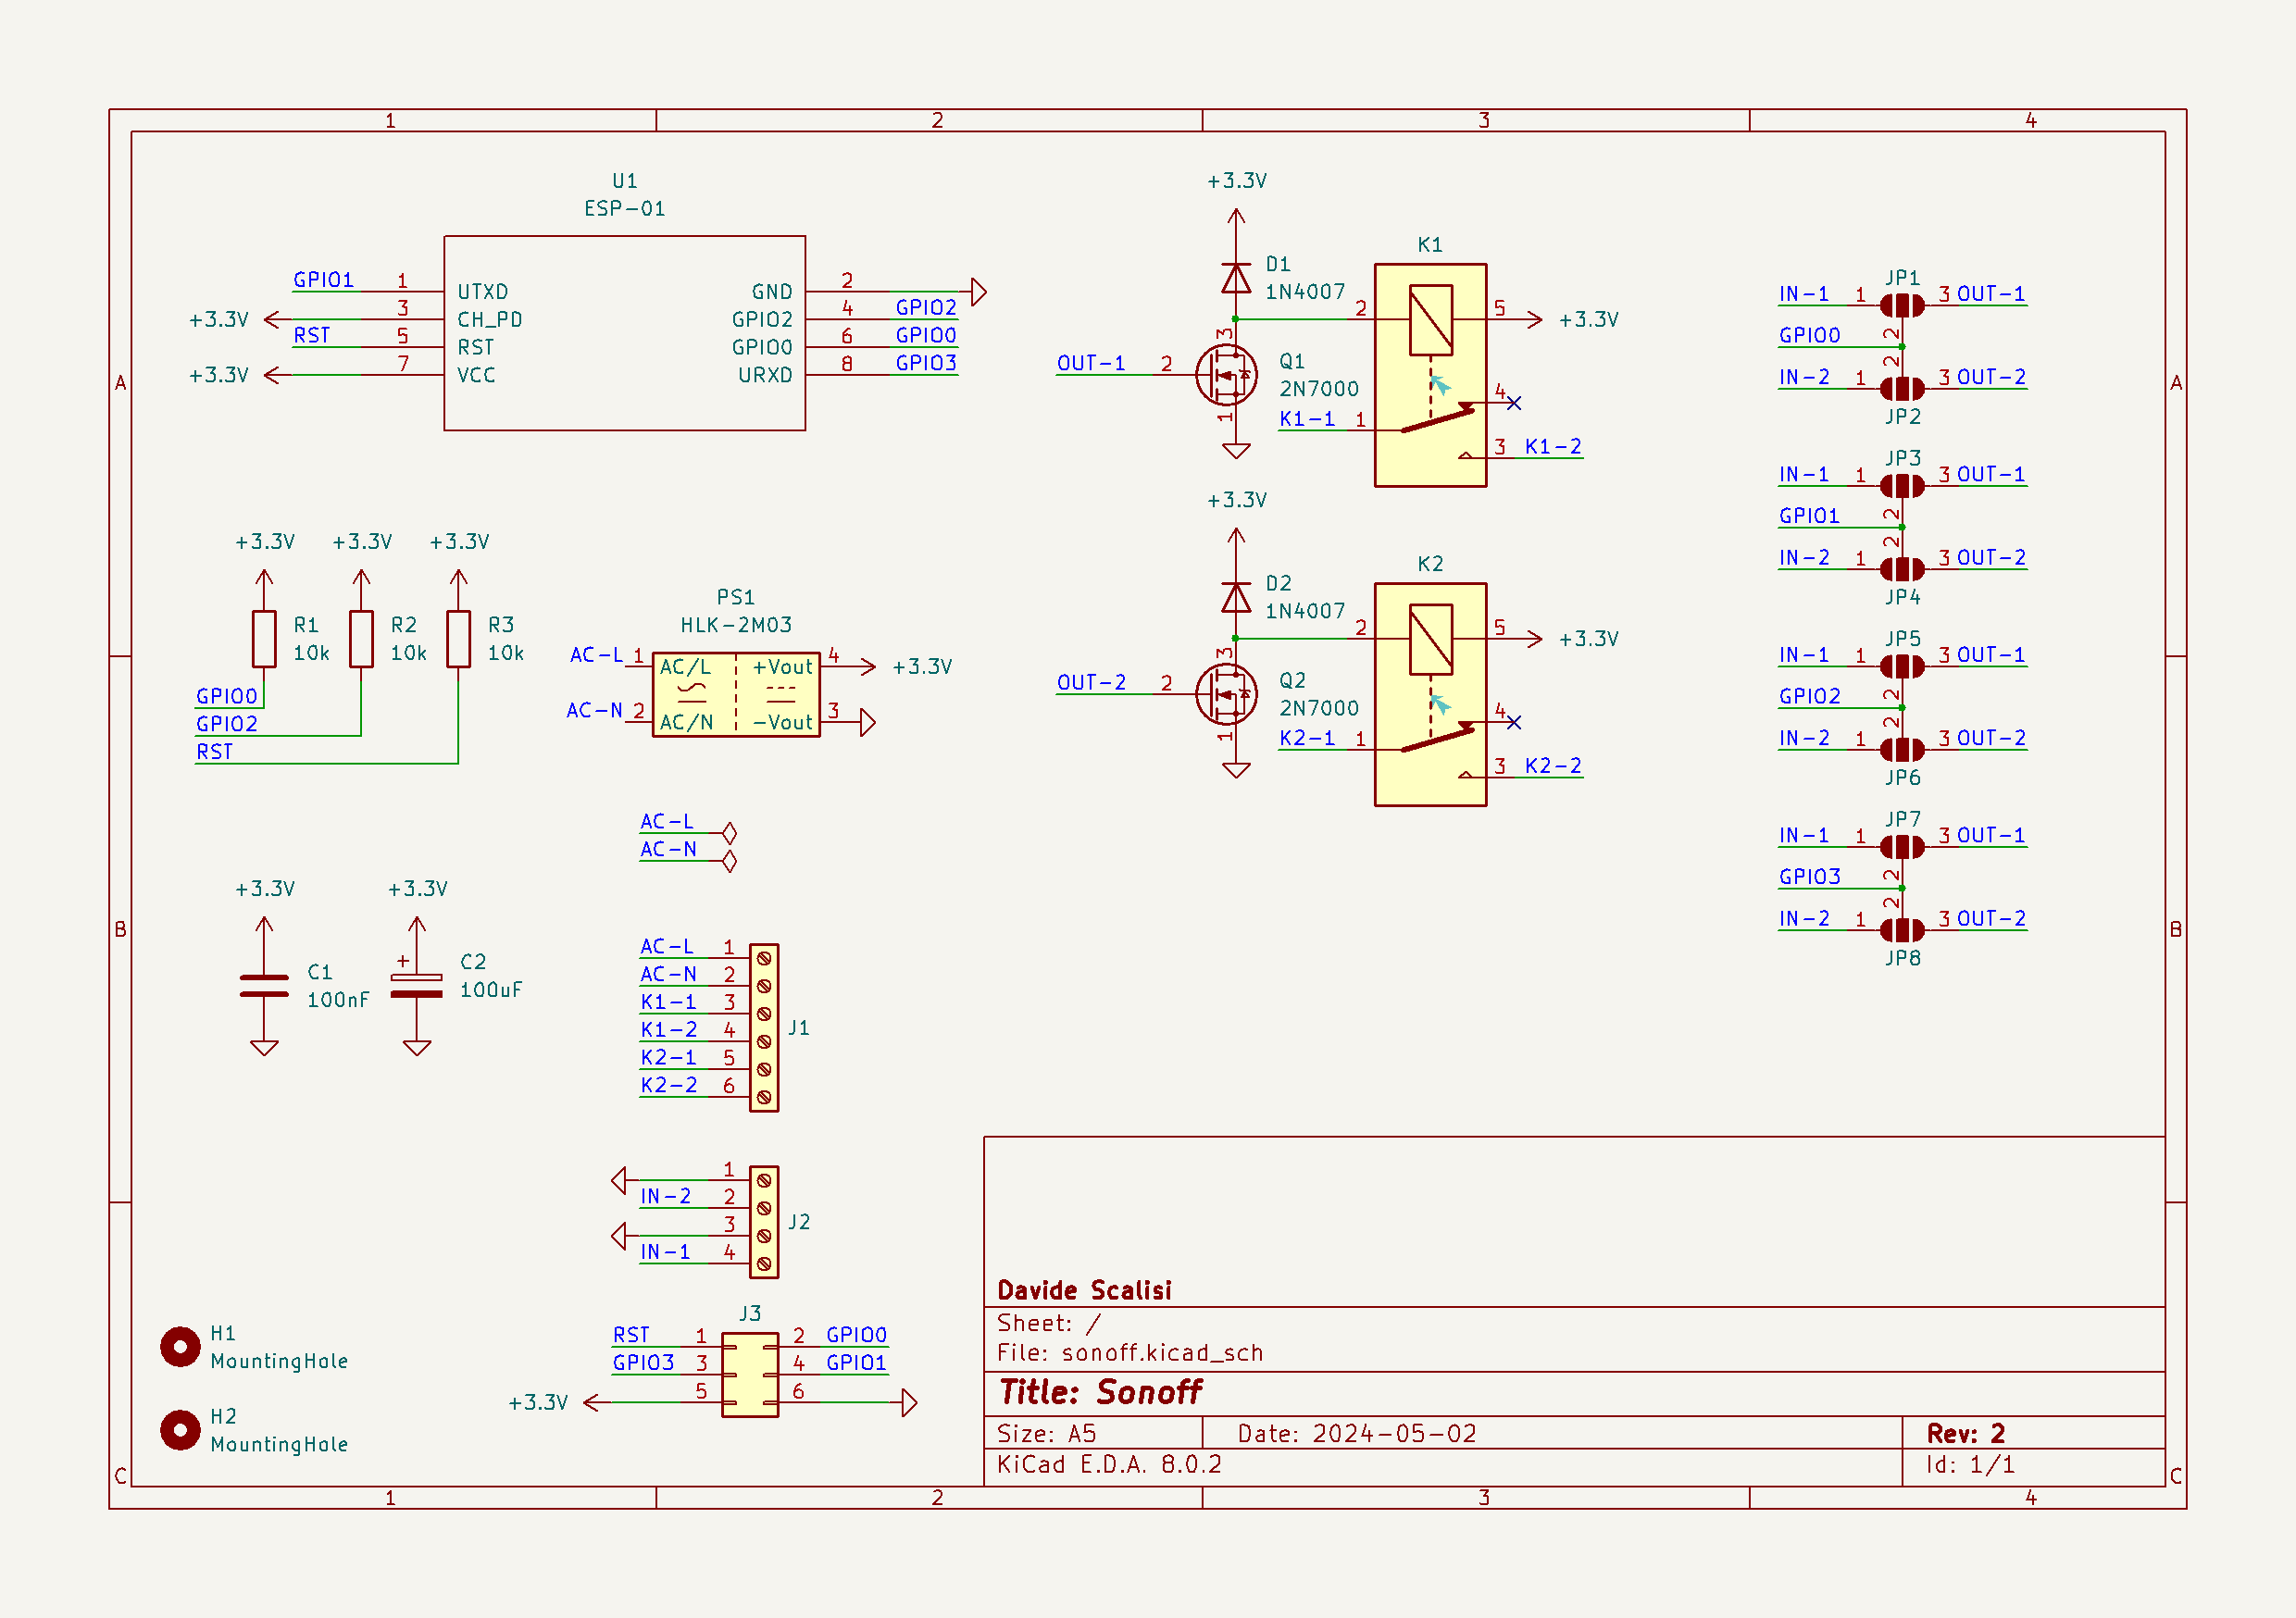 1 2 3 4
U1
ESP-01
GPIO1 1 UTXD GND 2
+3.3V 3 CH_PD GPIO2 4 GPIO2
RST 5 RST GPIO0 6 GPIO0
+3.3V 7 VCC URXD 8 GPIO3
+3.3V
D1
1N4007
3
OUT-1 2
Q1
2N7000
1
K1
2 5 +3.3V
4
K1-1 1
3 K1-2
+3.3V
D2
1N4007
3
OUT-2 2
Q2
2N7000
1
K2
2 5 +3.3V
4
K2-1 1
3 K2-2
JP1
IN-1 1 3 OUT-1
GPIO0 2
2
IN-2 1 3 OUT-2
JP2
JP3
IN-1 1 3 OUT-1
GPIO1 2
2
IN-2 1 3 OUT-2
JP4
JP5
IN-1 1 3 OUT-1
GPIO2 2
2
IN-2 1 3 OUT-2
JP6
JP7
IN-1 1 3 OUT-1
GPIO3 2
2
IN-2 1 3 OUT-2
JP8
A A
+3.3V +3.3V +3.3V
R1 R2 R3
10k 10k 10k
GPIO0
GPIO2
RST
PS1
HLK-2M03
AC-L 1 AC/L +Vout 4 +3.3V
AC-N 2 AC/N -Vout 3
AC-L
AC-N
+3.3V +3.3V
C1
100nF
+
C2
100uF
B B
AC-L 1
AC-N 2
K1-1 3
K1-2 4
K2-1 5
K2-2 6
J1
1
IN-2 2
3
IN-1 4
J2
J3
RST 1 2 GPIO0
GPIO3 3 4 GPIO1
+3.3V 5 6
H1
MountingHole
H2
MountingHole
Davide Scalisi
Sheet: /
File: sonoff.kicad_sch
Title: Sonoff
Size: A5 Date: 2024-05-02 Rev: 2
KiCad E.D.A. 8.0.2 Id: 1/1
C C
1 2 3 4